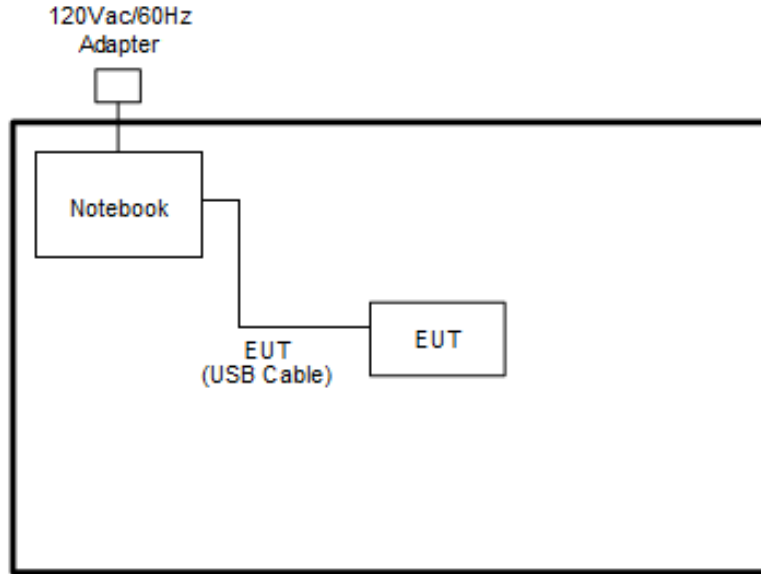 120Vac/60Hz
Adapter
Notebook
EUT
(USB Cable)
EUT